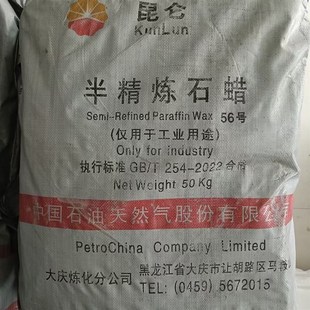 昆仑
KunLun
半精炼石蜡
Semi-Refined Paraffin Wax 56号
(仅用于工业用途)
Only for Industry
执行标准 GB/T 254-2022 合格
Net Weight 50 Kg
中国石油天然气股份有限公司
PetroChina Company Limited
大庆炼化分公司 黑龙江省大庆市让胡路区马
TEL: (0459) 5672015